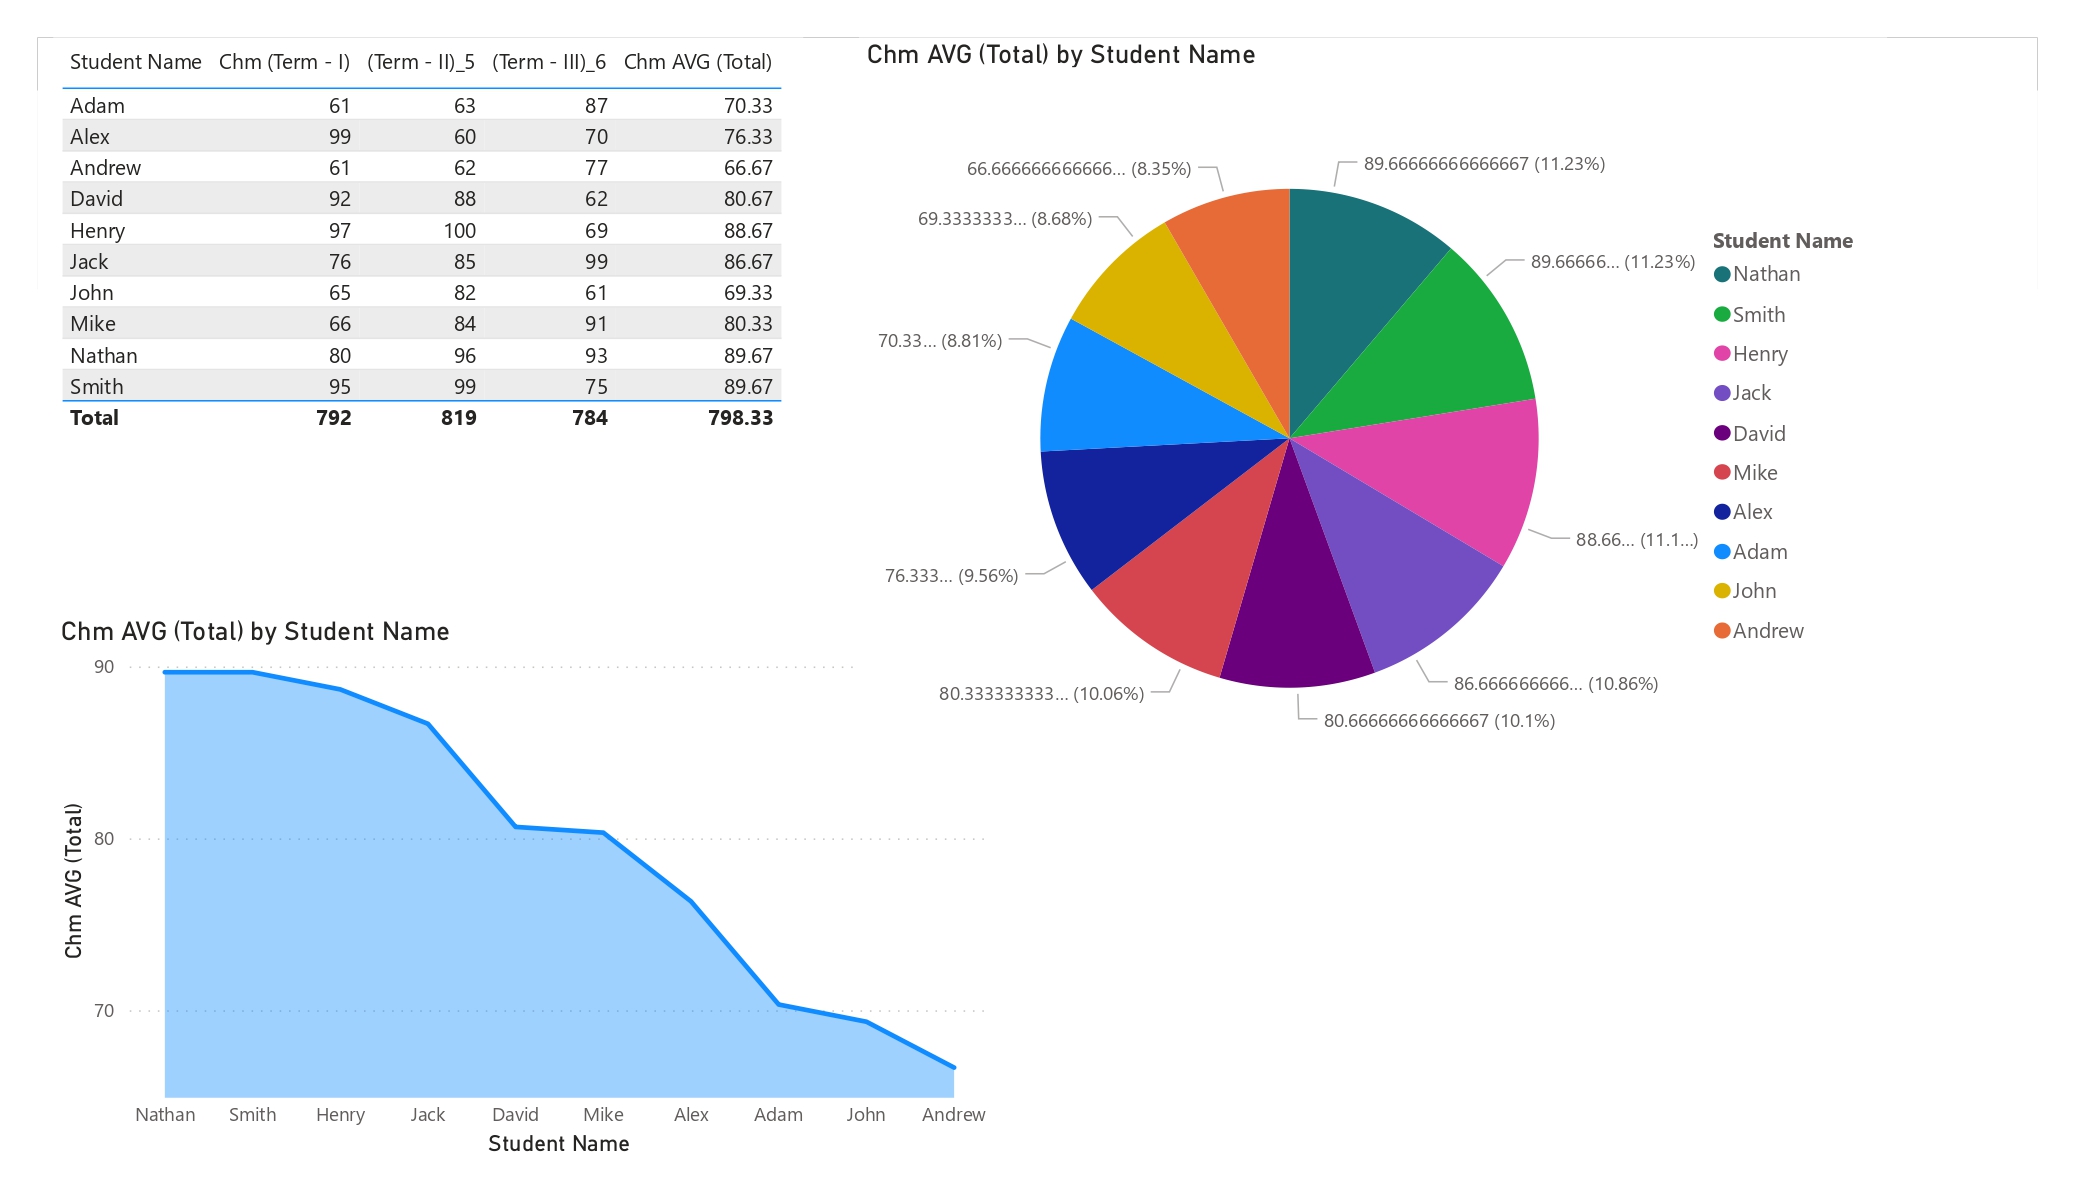 Student Name Chm (Term - I) (Term - II)_5 (Term - III)_6 Chm AVG (Total)
Adam 61 63 87 70.33
Alex 99 60 70 76.33
Andrew 61 62 77 66.67
David 92 88 62 80.67
Henry 97 100 69 88.67
Jack 76 85 99 86.67
John 65 82 61 69.33
Mike 66 84 91 80.33
Nathan 80 96 93 89.67
Smith 95 99 75 89.67
Total 792 819 784 798.33
Chm AVG (Total) by Student Name
89.66666666666667 (11.23%)
89.66666... (11.23%)
88.66... (11.1...)
86.666666666... (10.86%)
80.66666666666667 (10.1%)
80.333333333... (10.06%)
76.333... (9.56%)
70.33... (8.81%)
69.3333333... (8.68%)
66.666666666666... (8.35%)
Student Name
Nathan
Smith
Henry
Jack
David
Mike
Alex
Adam
John
Andrew
Chm AVG (Total) by Student Name
Chm AVG (Total)
90
80
70
Nathan Smith Henry Jack David Mike Alex Adam John Andrew
Student Name